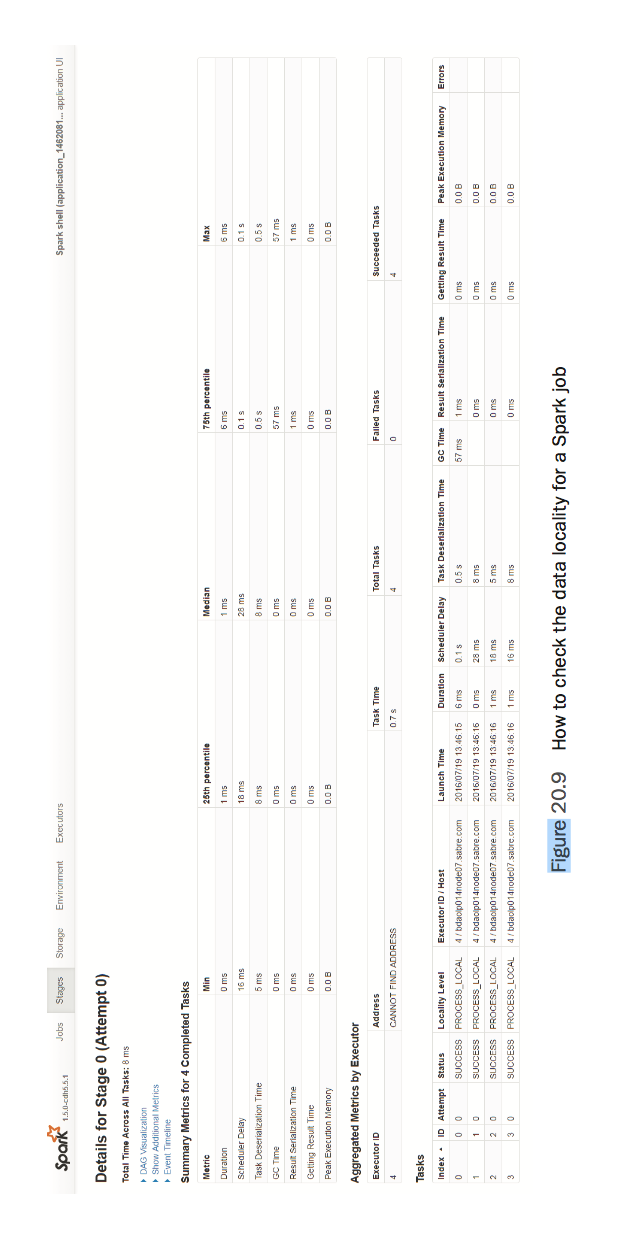 Spark 1.5.0-cdh5.5.1 Jobs Stages Storage Environment Executors Spark shell (application_1462081... application UI
Details for Stage 0 (Attempt 0)
Total Time Across All Tasks: 8 ms
DAG Visualization
Show Additional Metrics
Event Timeline
Summary Metrics for 4 Completed Tasks
Metric Min 25th percentile Median 75th percentile Max
Duration 0 ms 1 ms 1 ms 6 ms 6 ms
Scheduler Delay 16 ms 18 ms 28 ms 0.1 s 0.1 s
Task Deserialization Time 5 ms 8 ms 8 ms 0.5 s 0.5 s
GC Time 0 ms 0 ms 0 ms 57 ms 57 ms
Result Serialization Time 0 ms 0 ms 0 ms 1 ms 1 ms
Getting Result Time 0 ms 0 ms 0 ms 0 ms 0 ms
Peak Execution Memory 0.0 B 0.0 B 0.0 B 0.0 B 0.0 B
Aggregated Metrics by Executor
Executor ID Address Task Time Total Tasks Failed Tasks Succeeded Tasks
4 CANNOT FIND ADDRESS 0.7 s 4 0 4
Tasks
Index ID Attempt Status Locality Level Executor ID / Host Launch Time Duration Scheduler Delay Task Deserialization Time GC Time Result Serialization Time Getting Result Time Peak Execution Memory Errors
0 0 0 SUCCESS PROCESS_LOCAL 4 / bdaolp014node07.sabre.com 2016/07/19 13:46:15 6 ms 0.1 s 0.5 s 57 ms 1 ms 0 ms 0.0 B
1 1 0 SUCCESS PROCESS_LOCAL 4 / bdaolp014node07.sabre.com 2016/07/19 13:46:16 0 ms 28 ms 8 ms 0 ms 0 ms 0.0 B
2 2 0 SUCCESS PROCESS_LOCAL 4 / bdaolp014node07.sabre.com 2016/07/19 13:46:16 1 ms 18 ms 5 ms 0 ms 0 ms 0.0 B
3 3 0 SUCCESS PROCESS_LOCAL 4 / bdaolp014node07.sabre.com 2016/07/19 13:46:16 1 ms 16 ms 8 ms 0 ms 0 ms 0.0 B
Figure 20.9 How to check the data locality for a Spark job